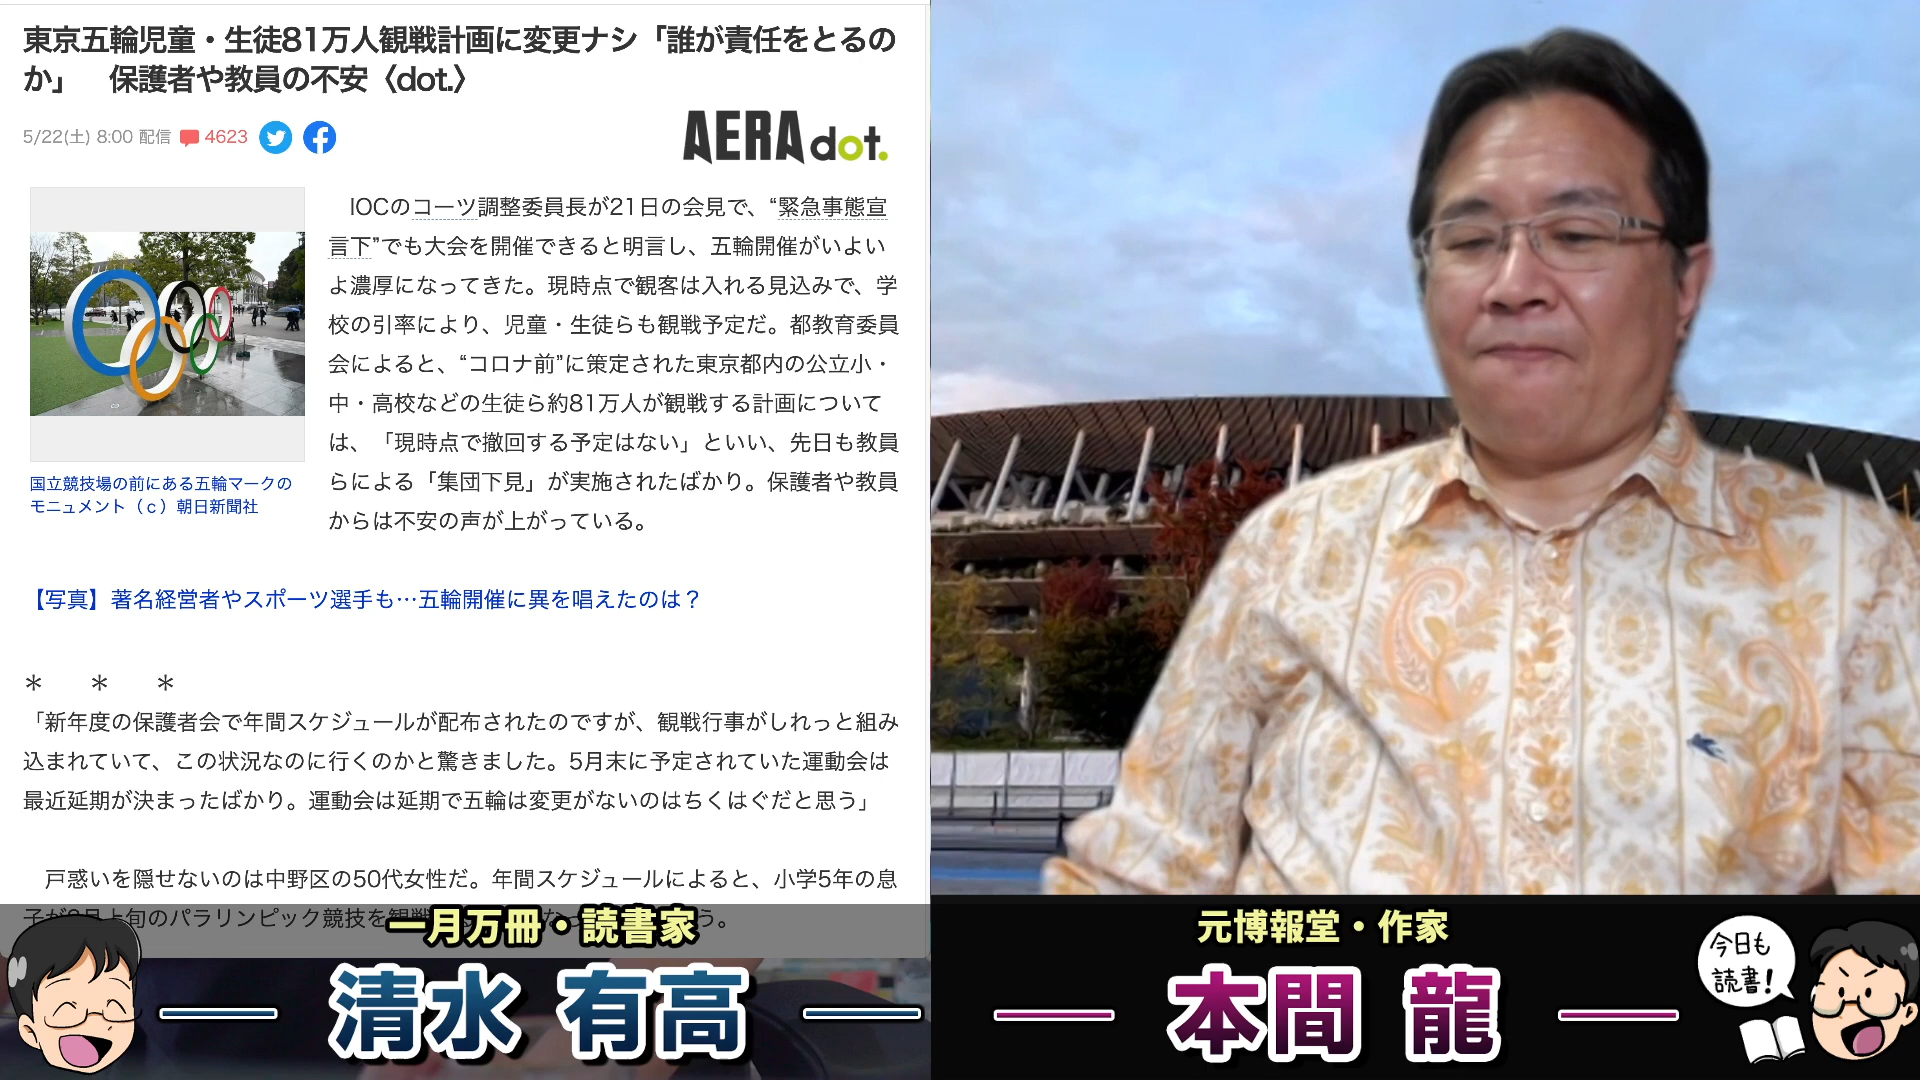 東京五輪児童・生徒81万人観戦計画に変更ナシ「誰が責任をとるの
か」　保護者や教員の不安〈dot.〉
5/22(土) 8:00 配信 4623
AERA dot.
IOCのコーツ調整委員長が21日の会見で、“緊急事態宣
言下”でも大会を開催できると明言し、五輪開催がいよい
よ濃厚になってきた。現時点で観客は入れる見込みで、学
校の引率により、児童・生徒らも観戦予定だ。都教育委員
会によると、“コロナ前”に策定された東京都内の公立小・
中・高校などの生徒ら約81万人が観戦する計画について
は、「現時点で撤回する予定はない」といい、先日も教員
らによる「集団下見」が実施されたばかり。保護者や教員
からは不安の声が上がっている。
国立競技場の前にある五輪マークの
モニュメント（ｃ）朝日新聞社
【写真】著名経営者やスポーツ選手も…五輪開催に異を唱えたのは？
＊　＊　＊
「新年度の保護者会で年間スケジュールが配布されたのですが、観戦行事がしれっと組み
込まれていて、この状況なのに行くのかと驚きました。5月末に予定されていた運動会は
最近延期が決まったばかり。運動会は延期で五輪は変更がないのはちくはぐだと思う」
戸惑いを隠せないのは中野区の50代女性だ。年間スケジュールによると、小学5年の息
上旬のパラリンピック競技を観戦
一月万冊・読書家
清水 有高
元博報堂・作家
本間 龍
今日も
読書！